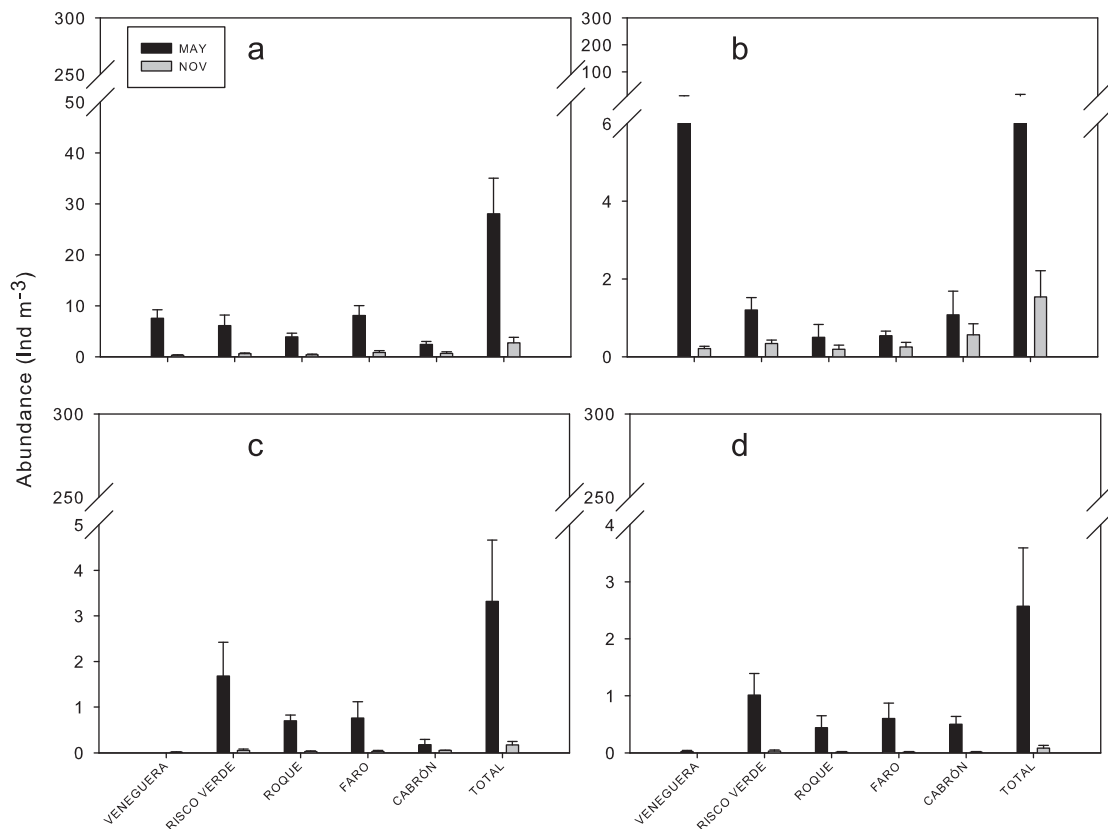 300
250
50
40
30
20
10
0
MAY
NOV
a
300
200
100
6
4
2
0
b
Abundance (Ind m-3)
300
250
5
4
3
2
1
0
c
300
250
4
3
2
1
0
d
VENEGUERA
RISCO VERDE
ROQUE
FARO
CABRÓN
TOTAL
VENEGUERA
RISCO VERDE
ROQUE
FARO
CABRÓN
TOTAL